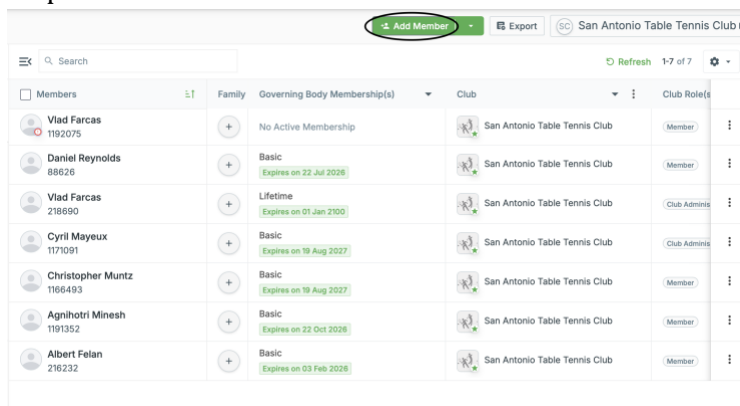 Add Member Export SC San Antonio Table Tennis Club
Search Refresh 1-7 of 7
Members Family Governing Body Membership(s) Club Club Role(s
Vlad Farcas
1192075
No Active Membership San Antonio Table Tennis Club Member
Daniel Reynolds
88626
Basic
Expires on 22 Jul 2026
San Antonio Table Tennis Club Member
Vlad Farcas
218690
Lifetime
Expires on 01 Jan 2100
San Antonio Table Tennis Club Club Adminis
Cyril Mayeux
1171091
Basic
Expires on 19 Aug 2027
San Antonio Table Tennis Club Club Adminis
Christopher Muntz
1166493
Basic
Expires on 19 Aug 2027
San Antonio Table Tennis Club Member
Agnihotri Minesh
1191352
Basic
Expires on 22 Oct 2026
San Antonio Table Tennis Club Member
Albert Felan
216232
Basic
Expires on 03 Feb 2026
San Antonio Table Tennis Club Member